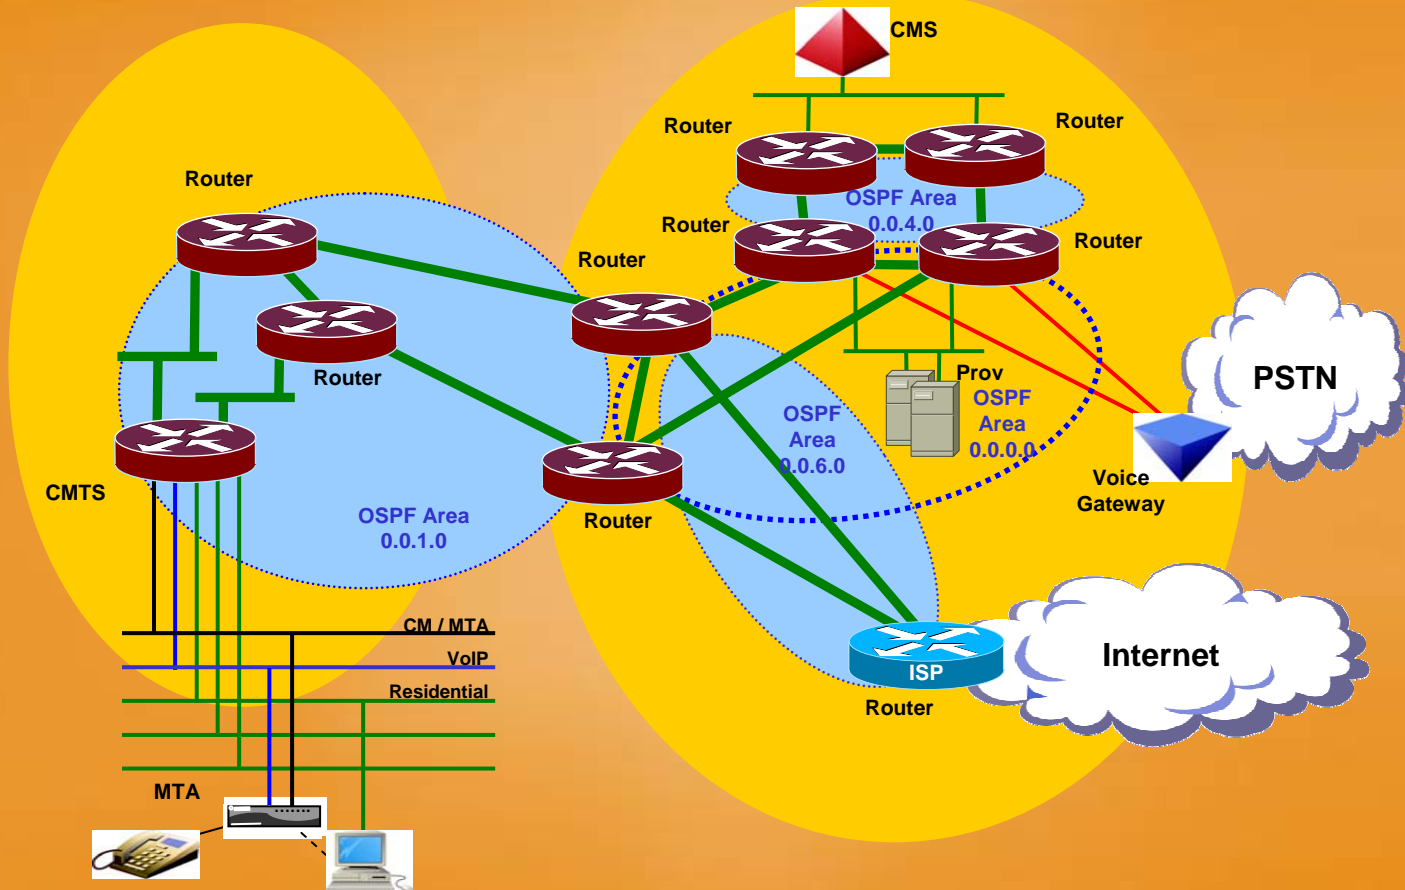 CMS
Router
Router
Router
OSPF Area
0.0.4.0
Router
Router
Router
Router
Prov
OSPF
Area
0.0.0.0
PSTN
OSPF
Area
0.0.6.0
CMTS
Voice
Gateway
OSPF Area
0.0.1.0
Router
CM / MTA
VoIP
Residential
Internet
ISP
Router
MTA